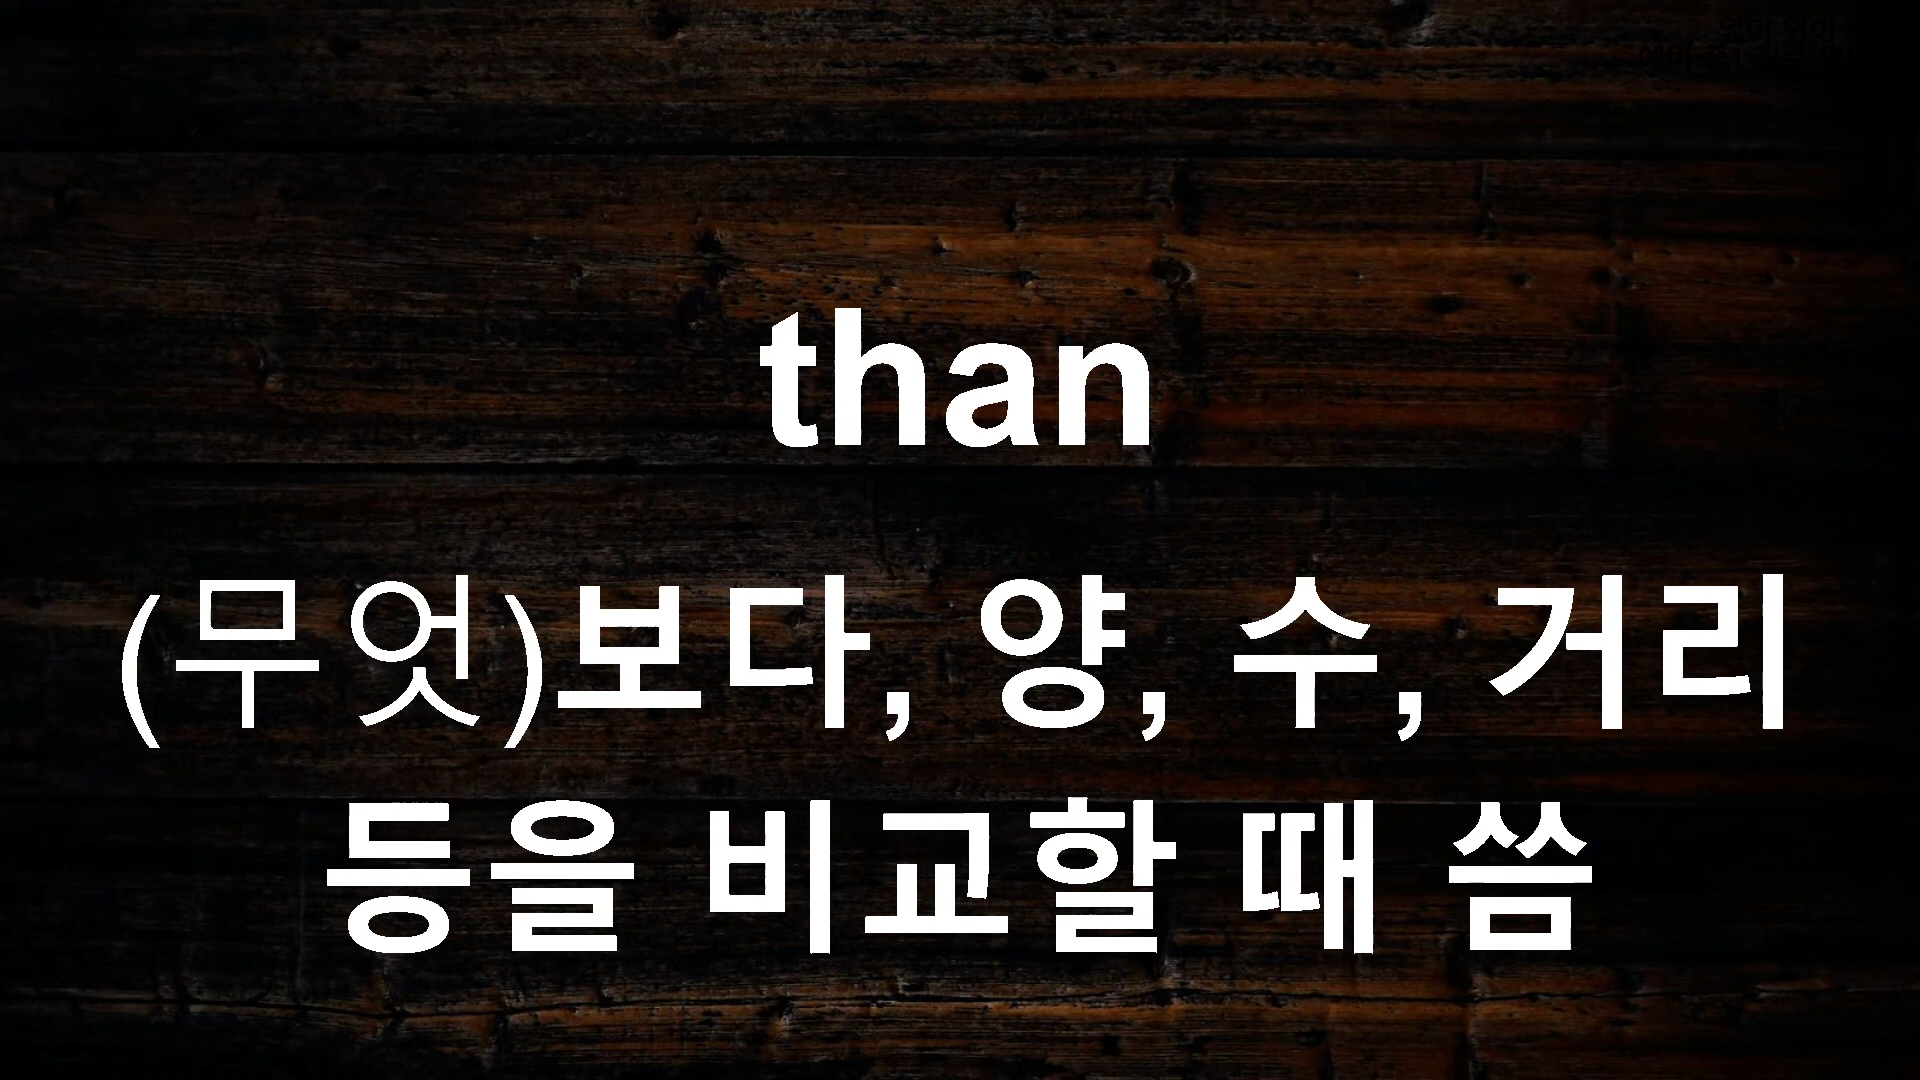 than
(무엇)보다, 양, 수, 거리
등을 비교할 때 씀